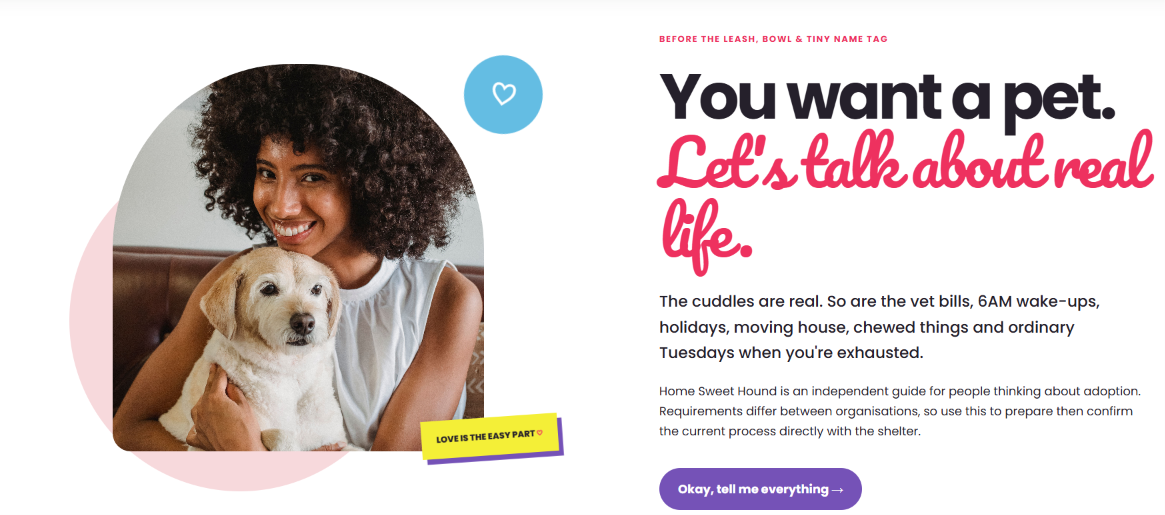 BEFORE THE LEASH, BOWL & TINY NAME TAG
You want a pet.
Let's talk about real
life.
The cuddles are real. So are the vet bills, 6AM wake-ups,
holidays, moving house, chewed things and ordinary
Tuesdays when you're exhausted.
Home Sweet Hound is an independent guide for people thinking about adoption.
Requirements differ between organisations, so use this to prepare then confirm
the current process directly with the shelter.
Okay, tell me everything →
LOVE IS THE EASY PART ♡